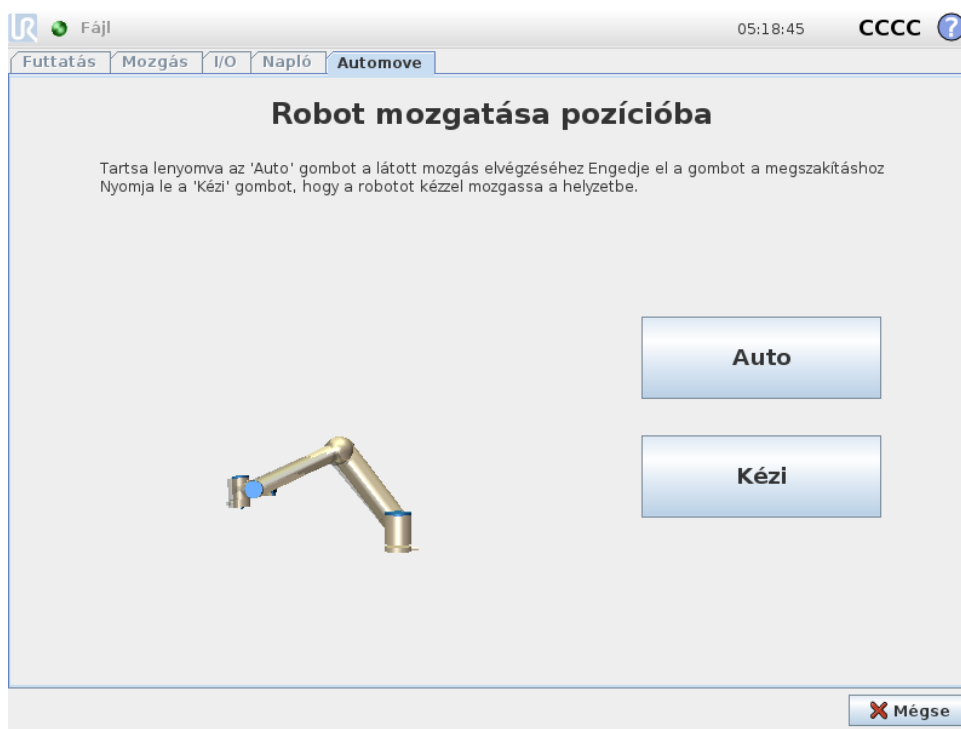 UR Fájl 05:18:45 CCCC ?
Futtatás Mozgás I/O Napló Automove
Robot mozgatása pozícióba
Tartsa lenyomva az 'Auto' gombot a látott mozgás elvégzéséhez Engedje el a gombot a megszakításhoz
Nyomja le a 'Kézi' gombot, hogy a robotot kézzel mozgassa a helyzetbe.
Auto
Kézi
Mégse